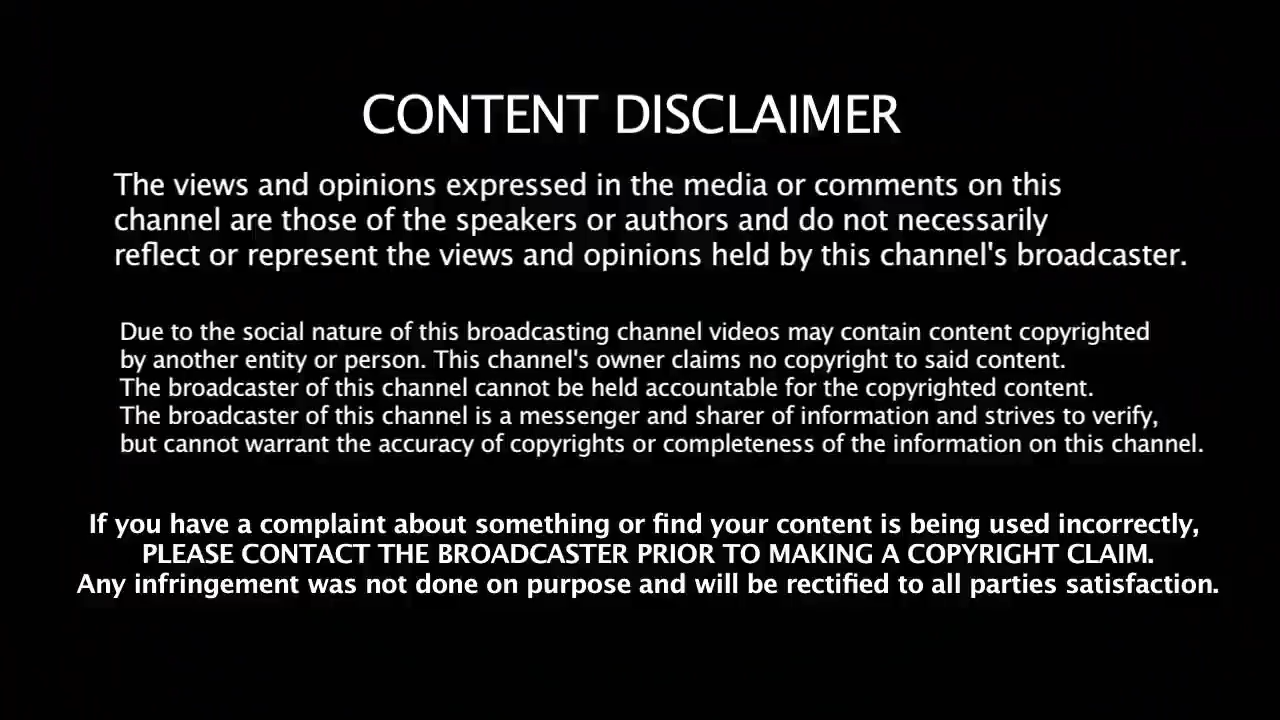 CONTENT DISCLAIMER
The views and opinions expressed in the media or comments on this
channel are those of the speakers or authors and do not necessarily
reflect or represent the views and opinions held by this channel's broadcaster.
Due to the social nature of this broadcasting channel videos may contain content copyrighted
by another entity or person. This channel's owner claims no copyright to said content.
The broadcaster of this channel cannot be held accountable for the copyrighted content.
The broadcaster of this channel is a messenger and sharer of information and strives to verify,
but cannot warrant the accuracy of copyrights or completeness of the information on this channel.
If you have a complaint about something or find your content is being used incorrectly,
PLEASE CONTACT THE BROADCASTER PRIOR TO MAKING A COPYRIGHT CLAIM.
Any infringement was not done on purpose and will be rectified to all parties satisfaction.